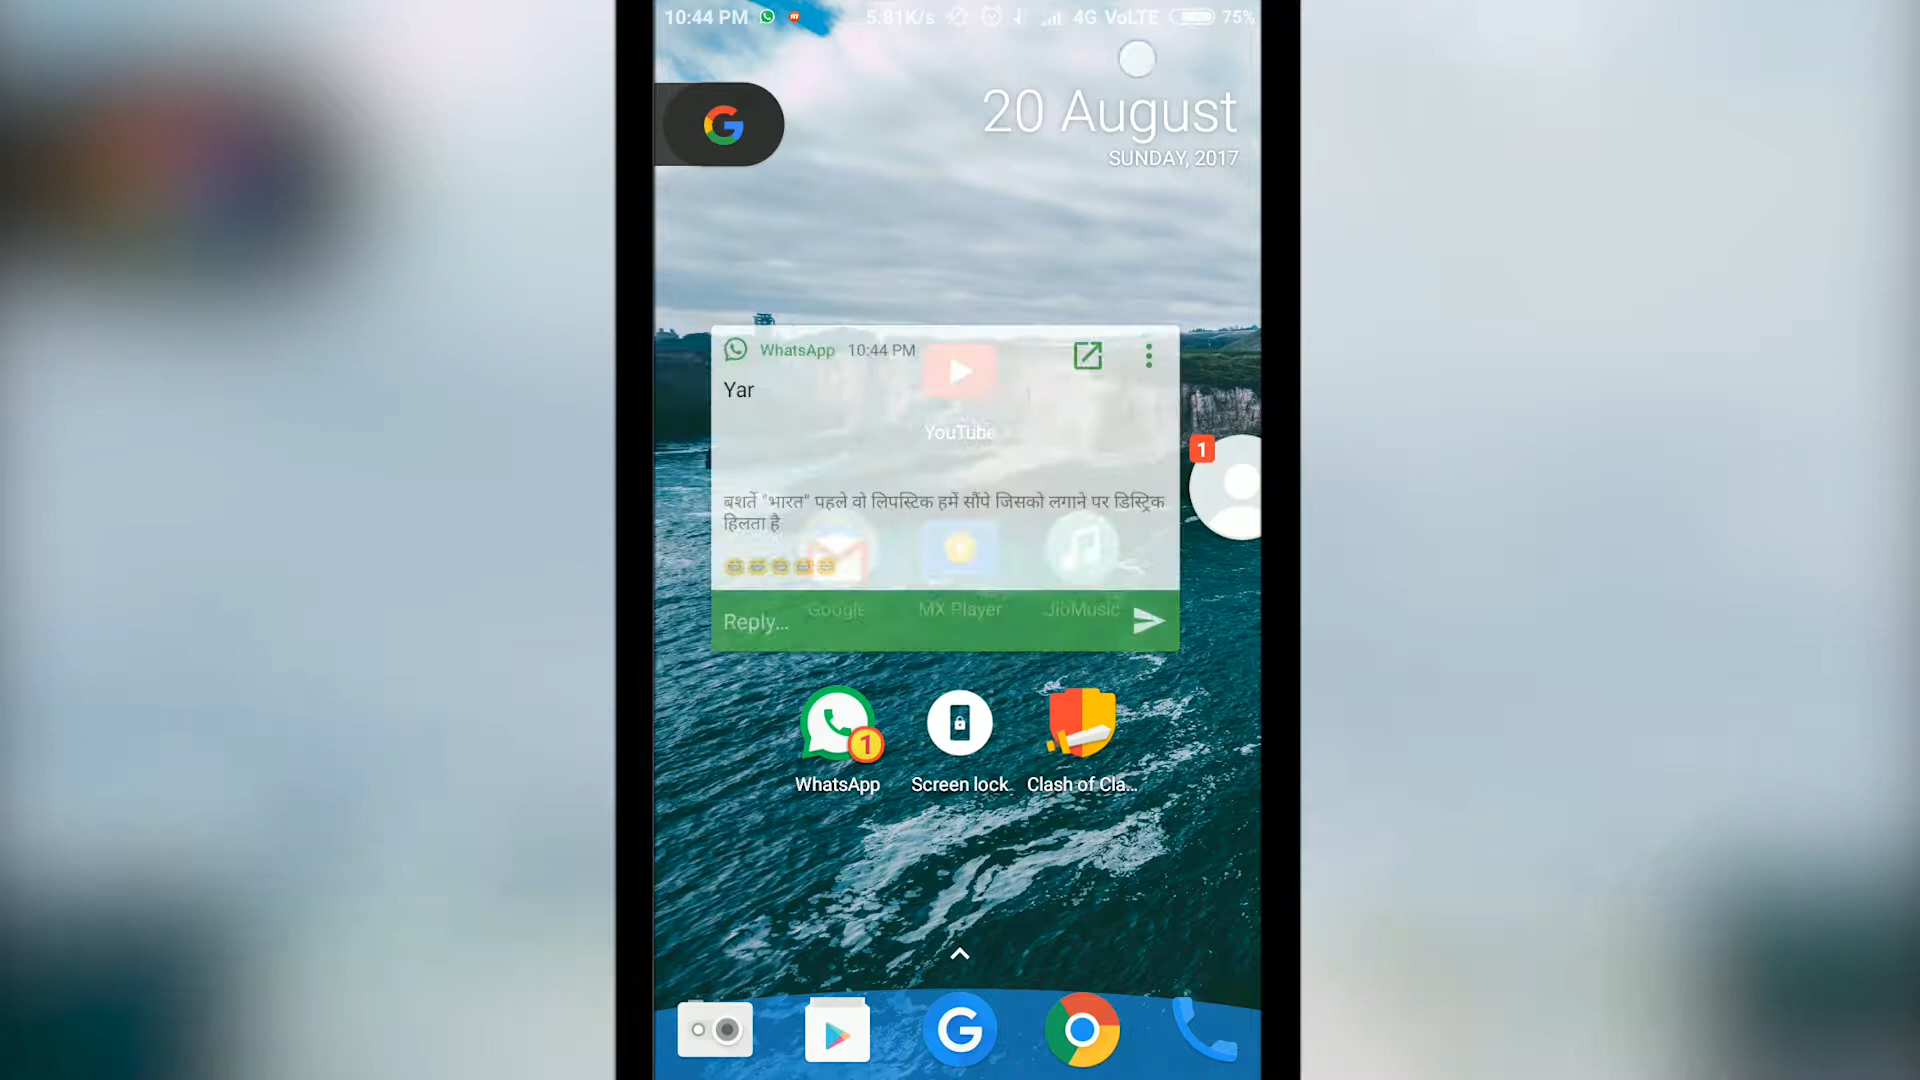 10:44 PM 5.81K/s 4G VoLTE 75%
20 August
SUNDAY, 2017
WhatsApp 10:44 PM
Yar
YouTube
1
बशर्ते "भारत" पहले वो लिपस्टिक हमें सौंपे जिसको लगाने पर डिस्ट्रिक
हिलता है
Google MX Player JioMusic
Reply...
1
WhatsApp Screen lock Clash of Cla...